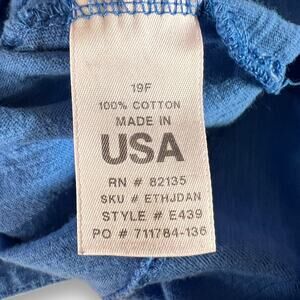 19F
100% COTTON
MADE IN
USA
RN # 82135
SKU # ETHJDAN
STYLE # E439
PO # 711784-136